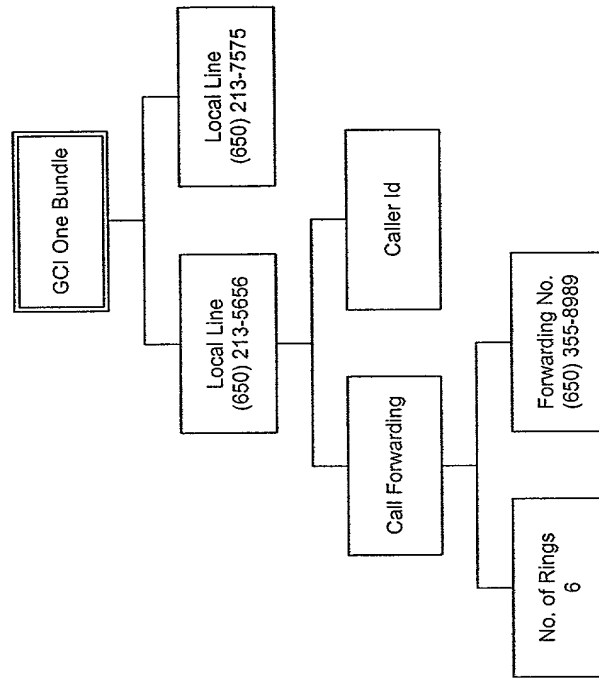 GCI One Bundle
Local Line
(650) 213-5656
Local Line
(650) 213-7575
Call Forwarding
Caller Id
No. of Rings
6
Forwarding No.
(650) 355-8989